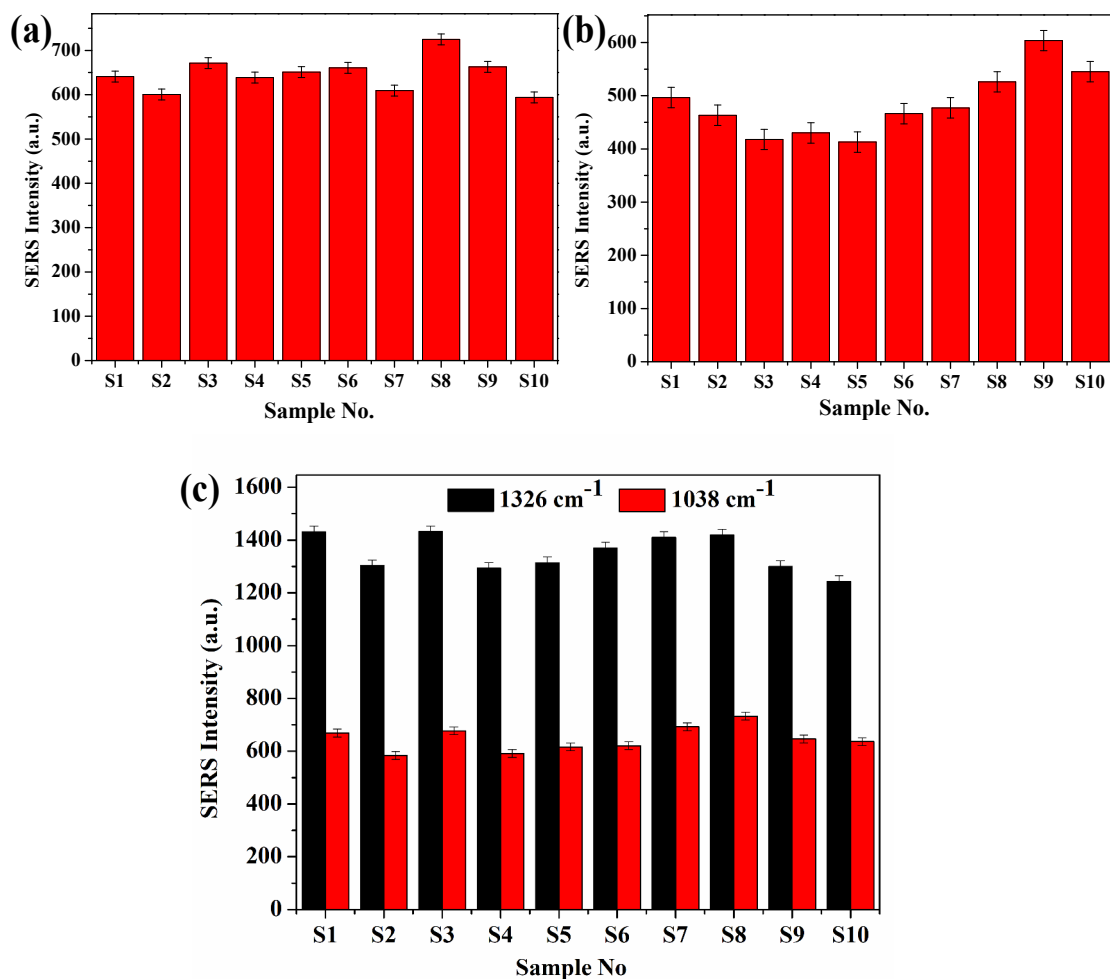 (a)
SERS Intensity (a.u.)
700
600
500
400
300
200
100
0
S1 S2 S3 S4 S5 S6 S7 S8 S9 S10
Sample No.
(b)
SERS Intensity (a.u.)
600
500
400
300
200
100
0
S1 S2 S3 S4 S5 S6 S7 S8 S9 S10
Sample No.
(c)
SERS Intensity (a.u.)
1600
1400
1200
1000
800
600
400
200
0
1326 cm⁻¹ 1038 cm⁻¹
S1 S2 S3 S4 S5 S6 S7 S8 S9 S10
Sample No